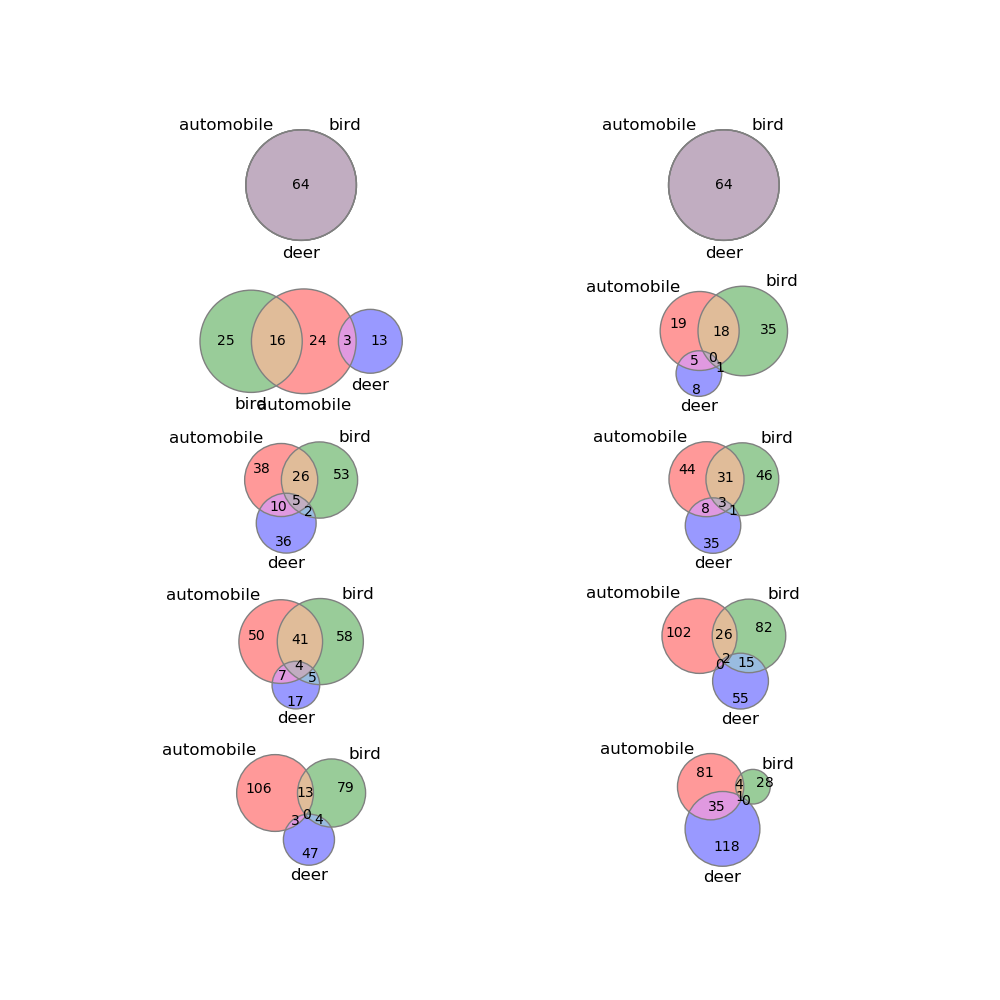 automobile bird
64
deer
automobile bird
64
deer
25 16 24 3 13
deer
bird automobile
automobile bird
19 18 35
5 0 1
8
deer
automobile bird
38 26 53
10 5 2
36
deer
automobile bird
44 31 46
8 3 1
35
deer
automobile bird
50 41 58
7 4 5
17
deer
automobile bird
102 26 82
0 2 15
55
deer
automobile bird
106 13 79
3 0 4
47
deer
automobile bird
81 4 28
35 1 0
118
deer